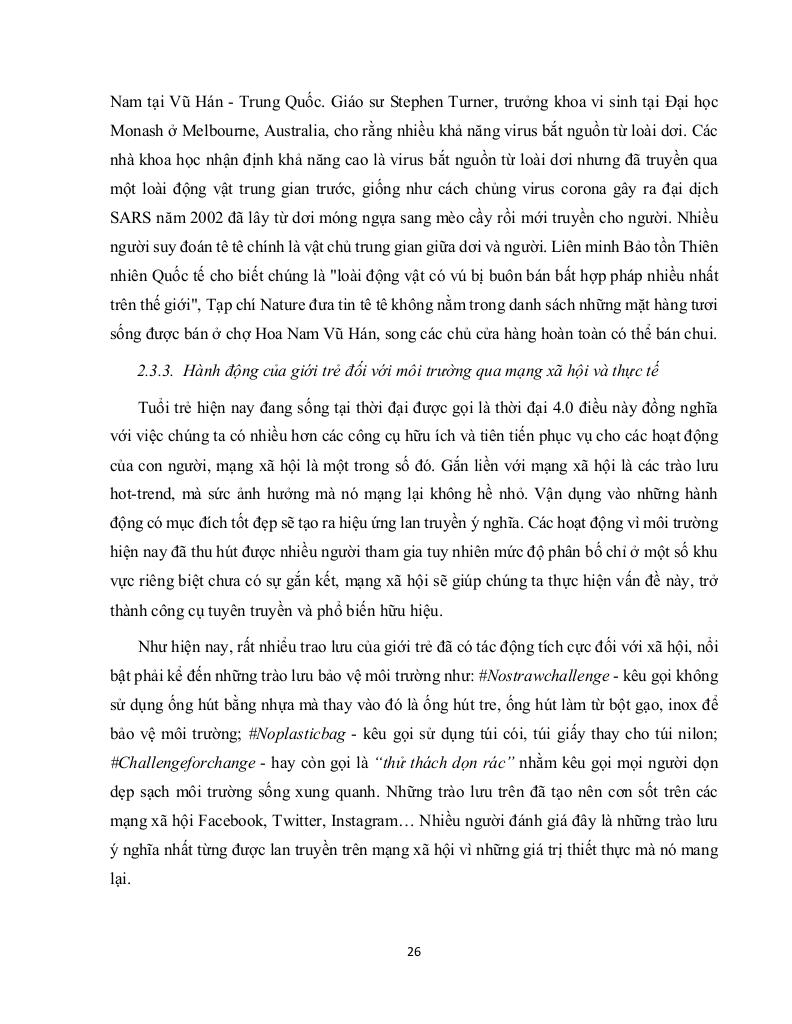 Nam tại Vũ Hán - Trung Quốc. Giáo sư Stephen Turner, trưởng khoa vi sinh tại Đại học
Monash ở Melbourne, Australia, cho rằng nhiều khả năng virus bắt nguồn từ loài dơi. Các
nhà khoa học nhận định khả năng cao là virus bắt nguồn từ loài dơi nhưng đã truyền qua
một loài động vật trung gian trước, giống như cách chủng virus corona gây ra đại dịch
SARS năm 2002 đã lây từ dơi móng ngựa sang mèo cầy rồi mới truyền cho người. Nhiều
người suy đoán tê tê chính là vật chủ trung gian giữa dơi và người. Liên minh Bảo tồn Thiên
nhiên Quốc tế cho biết chúng là "loài động vật có vú bị buôn bán bất hợp pháp nhiều nhất
trên thế giới", Tạp chí Nature đưa tin tê tê không nằm trong danh sách những mặt hàng tươi
sống được bán ở chợ Hoa Nam Vũ Hán, song các chủ cửa hàng hoàn toàn có thể bán chui.
2.3.3. Hành động của giới trẻ đối với môi trường qua mạng xã hội và thực tế
Tuổi trẻ hiện nay đang sống tại thời đại được gọi là thời đại 4.0 điều này đồng nghĩa
với việc chúng ta có nhiều hơn các công cụ hữu ích và tiên tiến phục vụ cho các hoạt động
của con người, mạng xã hội là một trong số đó. Gắn liền với mạng xã hội là các trào lưu
hot-trend, mà sức ảnh hưởng mà nó mạng lại không hề nhỏ. Vận dụng vào những hành
động có mục đích tốt đẹp sẽ tạo ra hiệu ứng lan truyền ý nghĩa. Các hoạt động vì môi trường
hiện nay đã thu hút được nhiều người tham gia tuy nhiên mức độ phân bố chỉ ở một số khu
vực riêng biệt chưa có sự gắn kết, mạng xã hội sẽ giúp chúng ta thực hiện vấn đề này, trở
thành công cụ tuyên truyền và phổ biến hữu hiệu.
Như hiện nay, rất nhiều trao lưu của giới trẻ đã có tác động tích cực đối với xã hội, nổi
bật phải kể đến những trào lưu bảo vệ môi trường như: #Nostrawchallenge - kêu gọi không
sử dụng ống hút bằng nhựa mà thay vào đó là ống hút tre, ống hút làm từ bột gạo, inox để
bảo vệ môi trường; #Noplasticbag - kêu gọi sử dụng túi cói, túi giấy thay cho túi nilon;
#Challengeforchange - hay còn gọi là “thử thách dọn rác” nhằm kêu gọi mọi người dọn
dẹp sạch môi trường sống xung quanh. Những trào lưu trên đã tạo nên cơn sốt trên các
mạng xã hội Facebook, Twitter, Instagram… Nhiều người đánh giá đây là những trào lưu
ý nghĩa nhất từng được lan truyền trên mạng xã hội vì những giá trị thiết thực mà nó mang
lại.
26